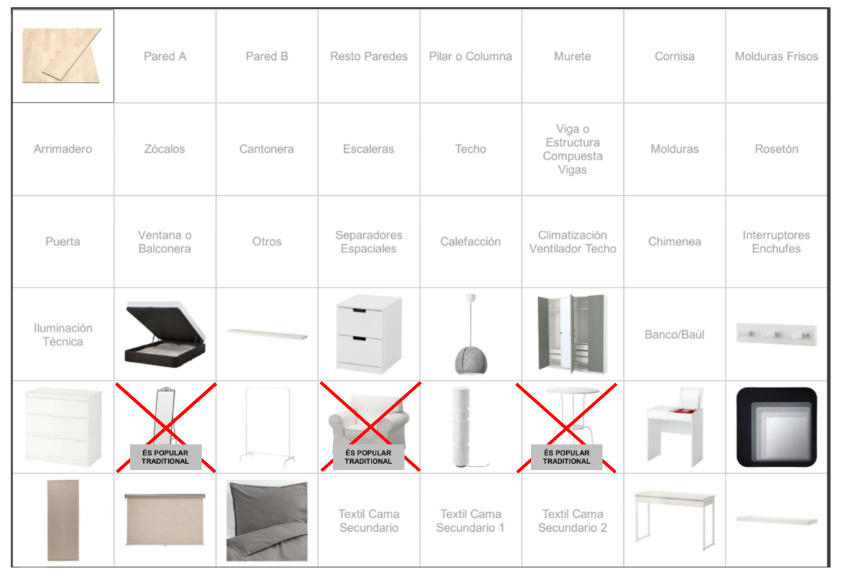 Pared A
Pared B
Resto Paredes
Pilar o Columna
Murete
Cornisa
Molduras Frisos
Arrimadero
Zócalos
Cantonera
Escaleras
Techo
Viga o
Estructura
Compuesta
Vigas
Molduras
Rosetón
Puerta
Ventana o
Balconera
Otros
Separadores
Espaciales
Calefacción
Climatización
Ventilador Techo
Chimenea
Interruptores
Enchufes
Iluminación
Técnica
Banco/Baúl
ÉS POPULAR
TRADITIONAL
ÉS POPULAR
TRADITIONAL
ÉS POPULAR
TRADITIONAL
Textil Cama
Secundario
Textil Cama
Secundario 1
Textil Cama
Secundario 2